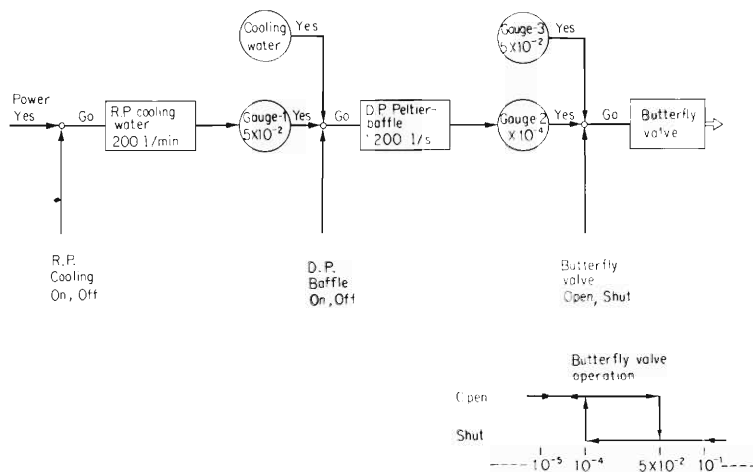 Cooling
water
Yes
Gauge-3
5X10⁻²
Yes
Power
Yes
Go
R.P. cooling
water
200 l/min
Gauge-1
5X10⁻²
Yes
Go
D.P. Peltier-
baffle
1200 l/s
Gauge 2
X10⁻⁴
Yes
Go
Butterfly
valve
R.P.
Cooling
On, Off
D.P.
Baffle
On, Off
Butterfly
valve
Open, Shut
Butterfly valve
operation
Open
Shut
10⁻⁵ 10⁻⁴ 5X10⁻² 10⁻¹